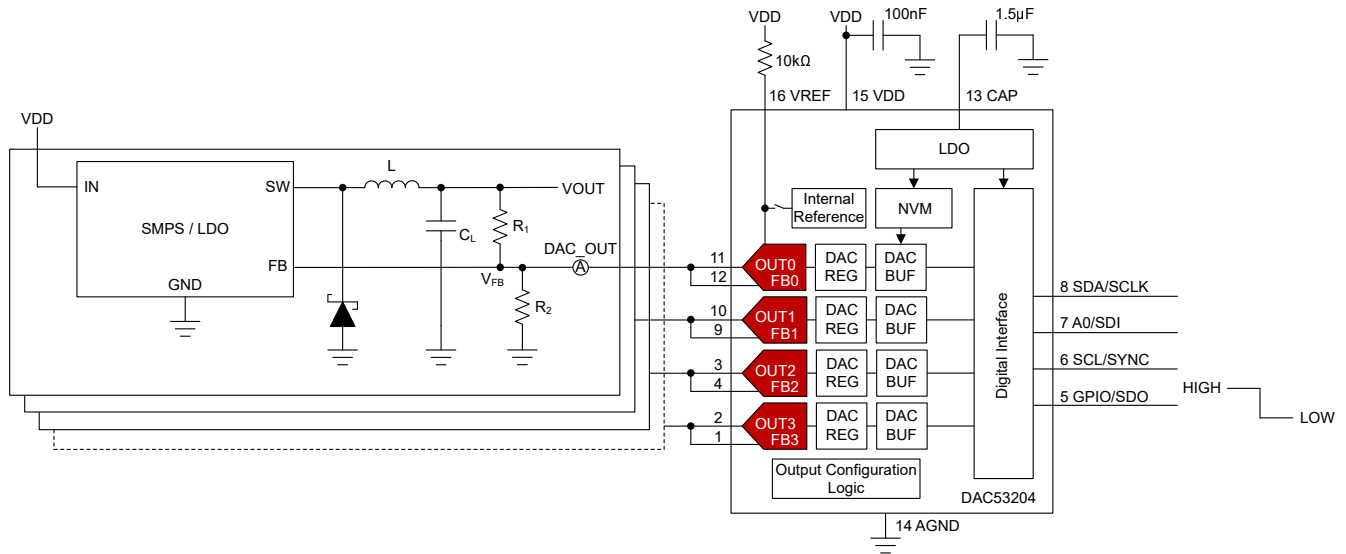 VDD
VDD
100nF
1.5µF
10kΩ
16 VREF
15 VDD
13 CAP
VDD
LDO
L
IN
SW
VOUT
Internal
Reference
NVM
SMPS / LDO
R1
CL
DAC_OUT
FB
A
VFB
GND
R2
11
12
OUT0
FB0
DAC
REG
DAC
BUF
10
9
OUT1
FB1
DAC
REG
DAC
BUF
3
4
OUT2
FB2
DAC
REG
DAC
BUF
2
1
OUT3
FB3
DAC
REG
DAC
BUF
Digital Interface
8 SDA/SCLK
7 A0/SDI
6 SCL/SYNC
5 GPIO/SDO
HIGH
LOW
Output Configuration
Logic
DAC53204
14 AGND